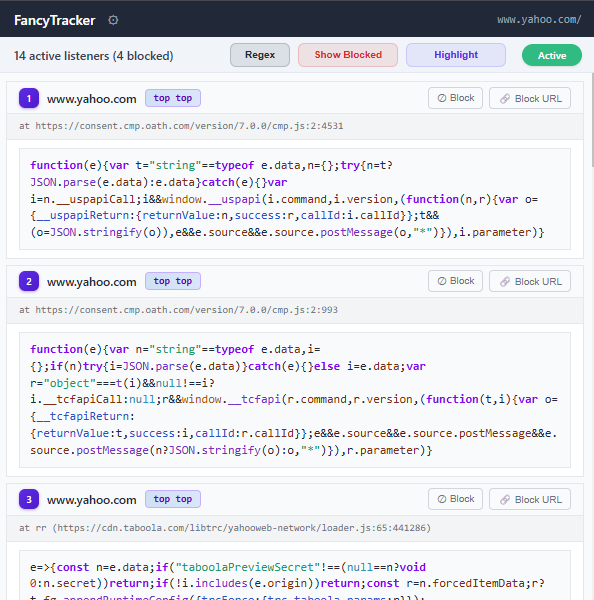 FancyTracker
www.yahoo.com/
14 active listeners (4 blocked)
Regex
Show Blocked
Highlight
Active
1 www.yahoo.com top top
Block
Block URL
at https://consent.cmp.oath.com/version/7.0.0/cmp.js:2:4531
function(e){var t="string"==typeof e.data,n={};try{n=t?
JSON.parse(e.data):e.data}catch(e){}var
i=n.__uspapiCall;i&&window.__uspapi(i.command,i.version,(function(n,r){var o=
{__uspapiReturn:{returnValue:n,success:r,callId:i.callId}};t&&
(o=JSON.stringify(o)),e&&e.source&&e.source.postMessage(o,"*")}),i.parameter)}
2 www.yahoo.com top top
Block
Block URL
at https://consent.cmp.oath.com/version/7.0.0/cmp.js:2:993
function(e){var n="string"==typeof e.data,i=
{};if(n)try{i=JSON.parse(e.data)}catch(e){}else i=e.data;var
r="object"===t(i)&&null!==i?
i.__tcfapiCall:null;r&&window.__tcfapi(r.command,r.version,(function(t,i){var o=
{__tcfapiReturn:
{returnValue:t,success:i,callId:r.callId}};e&&e.source&&e.source.postMessage&&e.
source.postMessage(n?JSON.stringify(o):o,"*")}),r.parameter)}
3 www.yahoo.com top top
Block
Block URL
at rr (https://cdn.taboola.com/libtrc/yahooweb-network/loader.js:65:441286)
e=>{const n=e.data;if("taboolaPreviewSecret"!==(null==n?void
0:n.secret))return;if(!i.includes(e.origin))return;const r=n.forcedItemData;r?